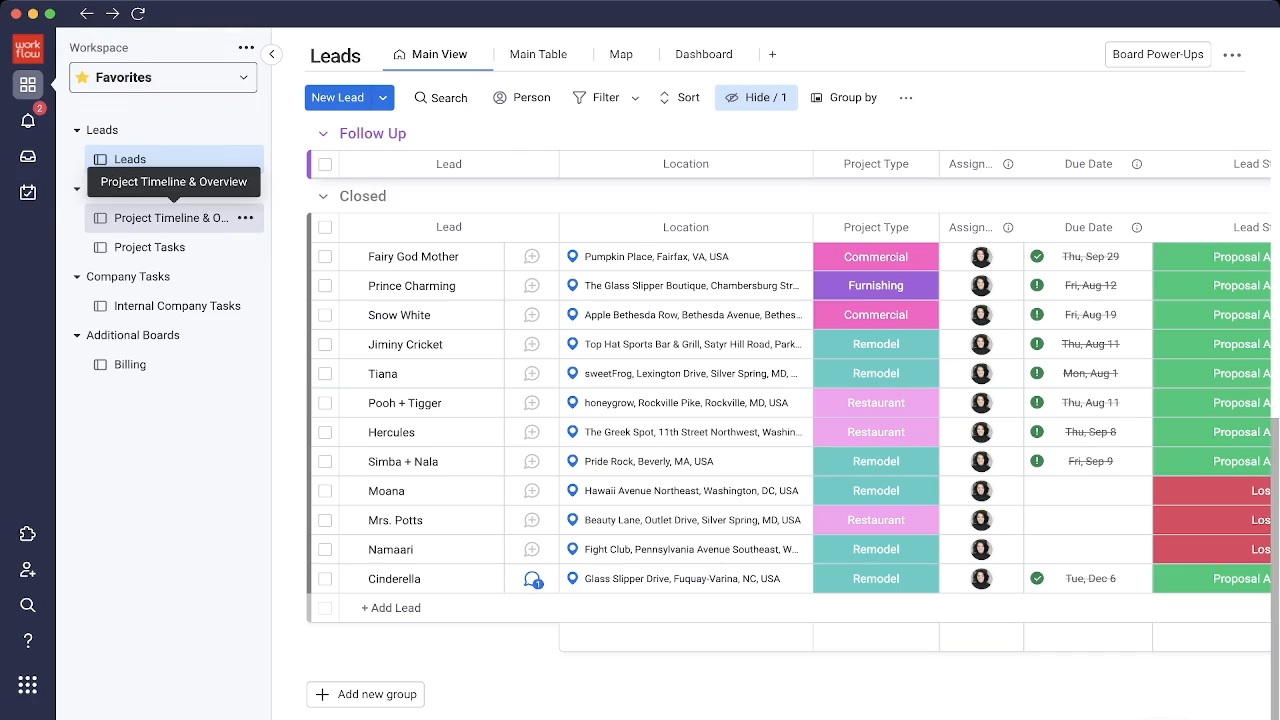 work
flow
Workspace
Favorites
Leads
Leads
Project Timeline & Overview
Project Timeline & O...
Project Tasks
Company Tasks
Internal Company Tasks
Additional Boards
Billing
2
Leads Main View Main Table Map Dashboard + Board Power-Ups
New Lead Search Person Filter Sort Hide / 1 Group by
Follow Up
Lead Location Project Type Assign... Due Date Lead St
Closed
Lead Location Project Type Assign... Due Date Lead St
Fairy God Mother Pumpkin Place, Fairfax, VA, USA Commercial Thu, Sep 29 Proposal A
Prince Charming The Glass Slipper Boutique, Chambersburg Str... Furnishing Fri, Aug 12 Proposal A
Snow White Apple Bethesda Row, Bethesda Avenue, Bethes... Commercial Fri, Aug 19 Proposal A
Jiminy Cricket Top Hat Sports Bar & Grill, Satyr Hill Road, Park... Remodel Thu, Aug 11 Proposal A
Tiana sweetFrog, Lexington Drive, Silver Spring, MD, ... Remodel Mon, Aug 1 Proposal A
Pooh + Tigger honeygrow, Rockville Pike, Rockville, MD, USA Restaurant Thu, Aug 11 Proposal A
Hercules The Greek Spot, 11th Street Northwest, Washin... Restaurant Thu, Sep 8 Proposal A
Simba + Nala Pride Rock, Beverly, MA, USA Remodel Fri, Sep 9 Proposal A
Moana Hawaii Avenue Northeast, Washington, DC, USA Remodel Los
Mrs. Potts Beauty Lane, Outlet Drive, Silver Spring, MD, USA Restaurant Los
Namaari Fight Club, Pennsylvania Avenue Southeast, W... Remodel Los
Cinderella 1 Glass Slipper Drive, Fuquay-Varina, NC, USA Remodel Tue, Dec 6 Proposal A
+ Add Lead
+ Add new group